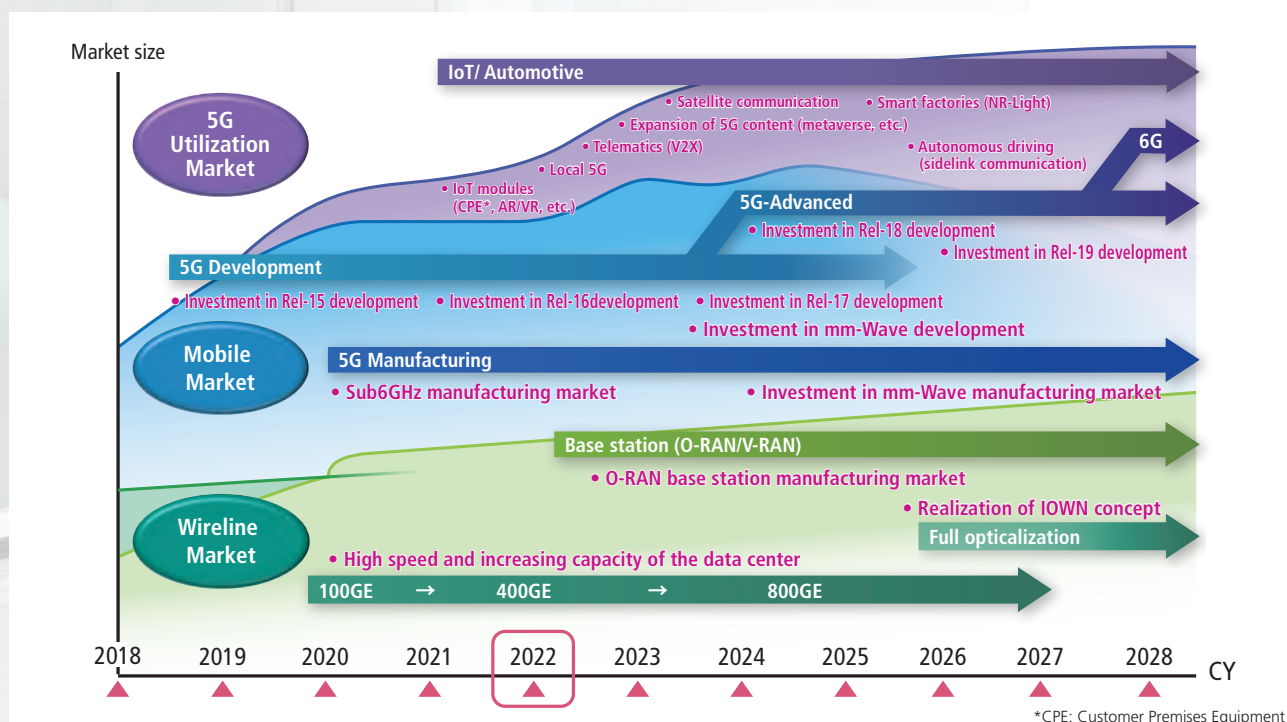 Market size
IoT/ Automotive
5G
Utilization
Market
• Satellite communication
• Smart factories (NR-Light)
• Expansion of 5G content (metaverse, etc.)
• Telematics (V2X)
• Autonomous driving
(sidelink communication)
6G
• Local 5G
• IoT modules
(CPE*, AR/VR, etc.)
5G-Advanced
• Investment in Rel-18 development
• Investment in Rel-19 development
5G Development
• Investment in Rel-15 development
• Investment in Rel-16development
• Investment in Rel-17 development
• Investment in mm-Wave development
Mobile
Market
5G Manufacturing
• Sub6GHz manufacturing market
• Investment in mm-Wave manufacturing market
Base station (O-RAN/V-RAN)
• O-RAN base station manufacturing market
Wireline
Market
• Realization of IOWN concept
Full opticalization
• High speed and increasing capacity of the data center
100GE → 400GE → 800GE
2018 2019 2020 2021 2022 2023 2024 2025 2026 2027 2028 CY
*CPE: Customer Premises Equipment